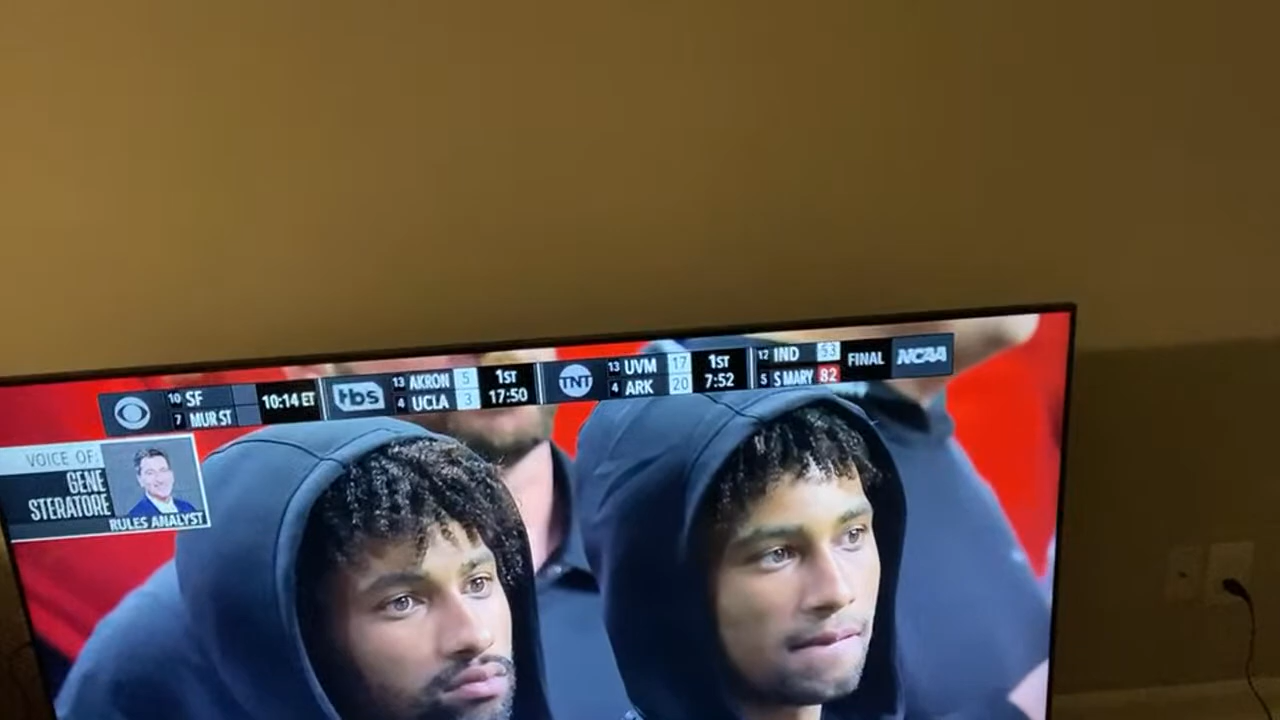 10 SF
7 MUR ST
10:14 ET
tbs
13 AKRON 5
4 UCLA 3
1ST
17:50
TNT
13 UVM 17
4 ARK 20
1ST
7:52
12 IND 53
5 S MARY 82
FINAL
NCAA
VOICE OF:
GENE
STERATORE
RULES ANALYST